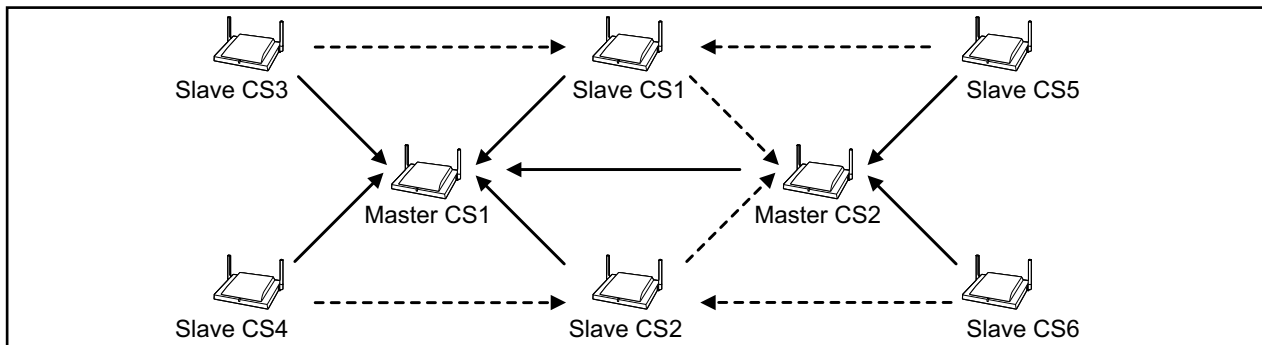 Slave CS3
Slave CS1
Slave CS5
Master CS1
Master CS2
Slave CS4
Slave CS2
Slave CS6